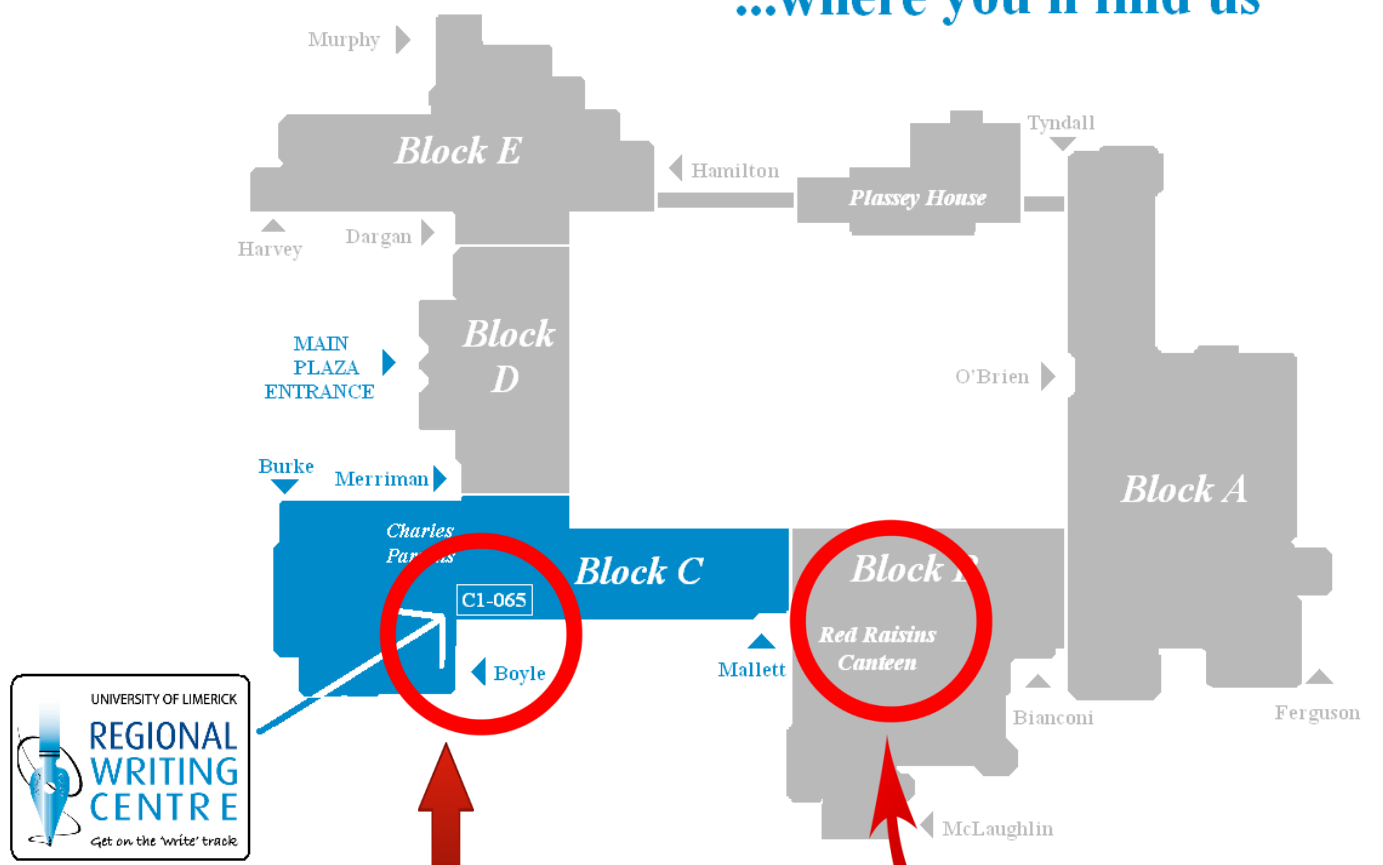 ...where you'll find us
Murphy
Tyndall
Block E
Hamilton
Plassey House
Harvey
Dargan
MAIN
PLAZA
ENTRANCE
Block
D
O'Brien
Burke
Merriman
Block A
Charles
Block C
Block
C1-065
Red Raisins
Canteen
Boyle
Mallett
Bianconi
Ferguson
UNIVERSITY OF LIMERICK
REGIONAL
WRITING
CENTRE
Get on the 'write' track
McLaughlin